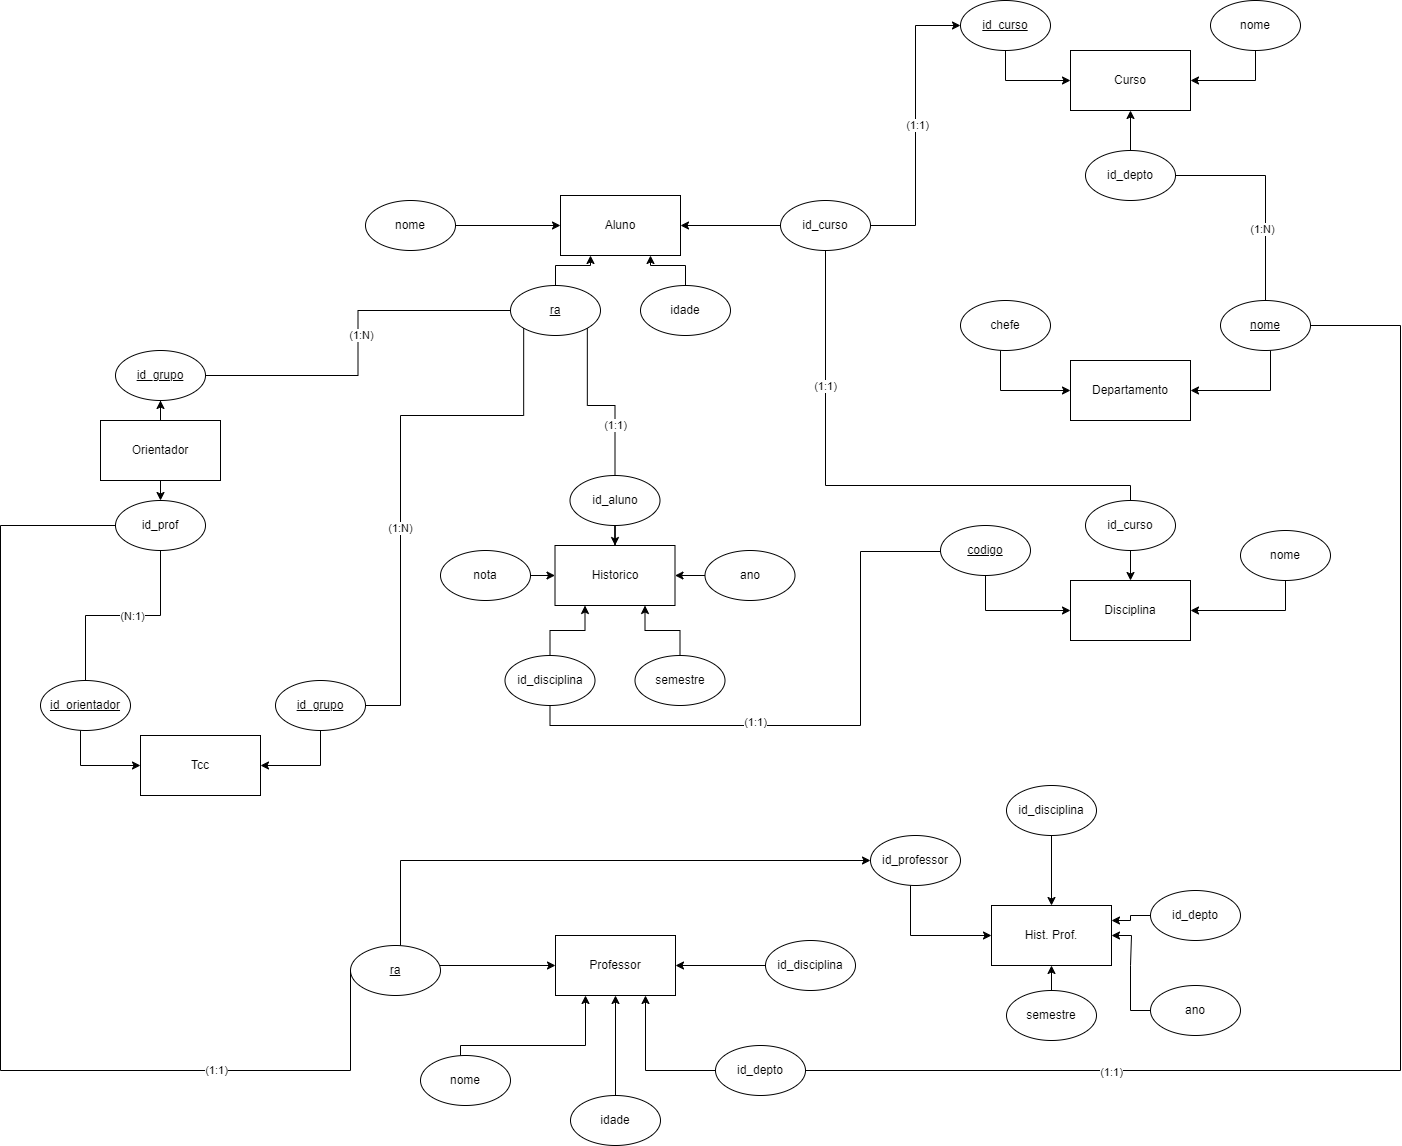 id_curso
nome
Curso
(1:1)
id_depto
nome
Aluno
id_curso
(1:N)
ra
idade
chefe
nome
(1:N)
id_grupo
Departamento
(1:1)
(1:1)
Orientador
id_aluno
(1:N)
id_prof
id_curso
codigo
nome
nota
Historico
ano
Disciplina
(N:1)
id_disciplina
semestre
id_orientador
id_grupo
(1:1)
Tcc
id_disciplina
id_professor
id_depto
Hist. Prof.
ra
Professor
id_disciplina
semestre
ano
(1:1)
nome
id_depto
(1:1)
idade